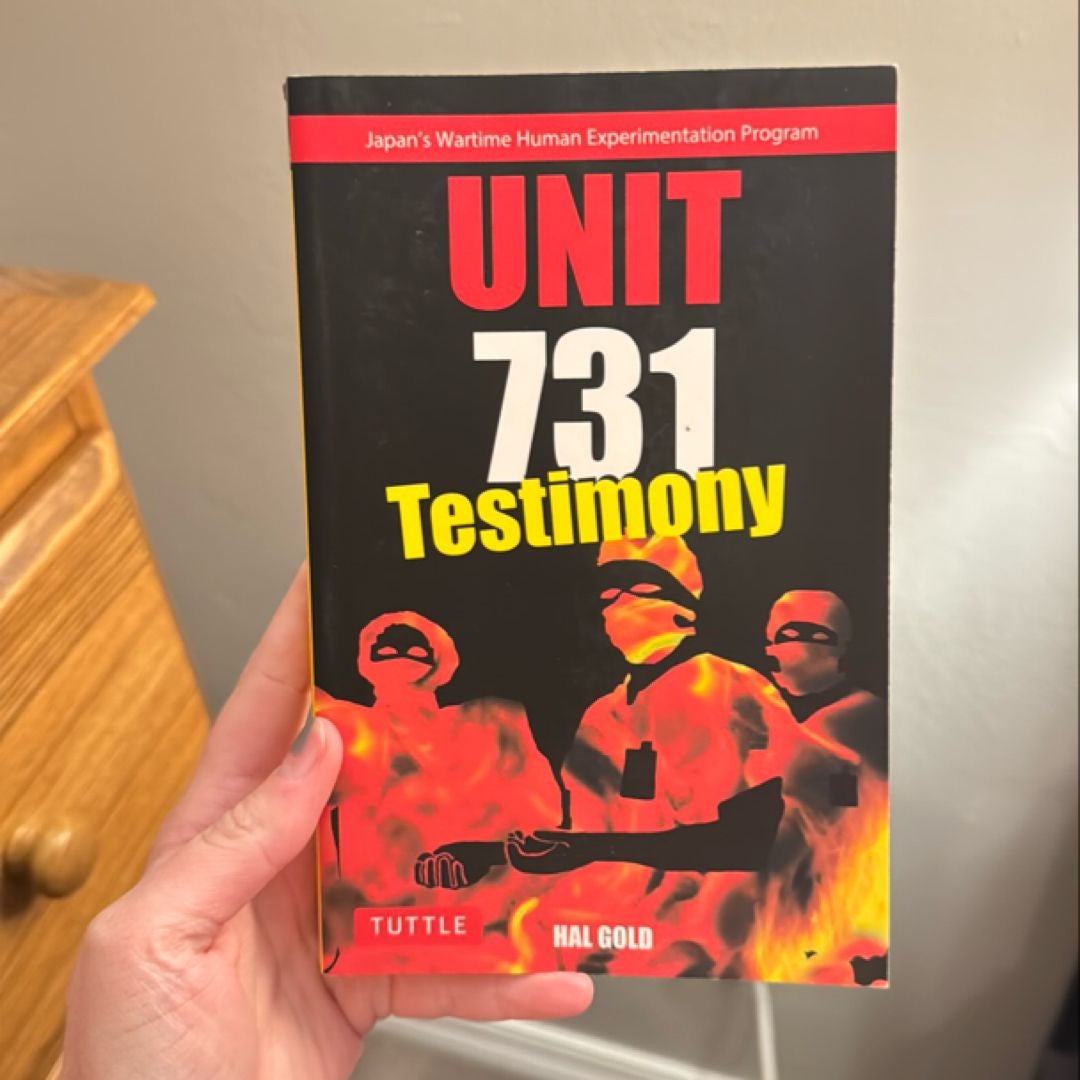 Japan's Wartime Human Experimentation Program
UNIT
731
Testimony
TUTTLE
HAL GOLD